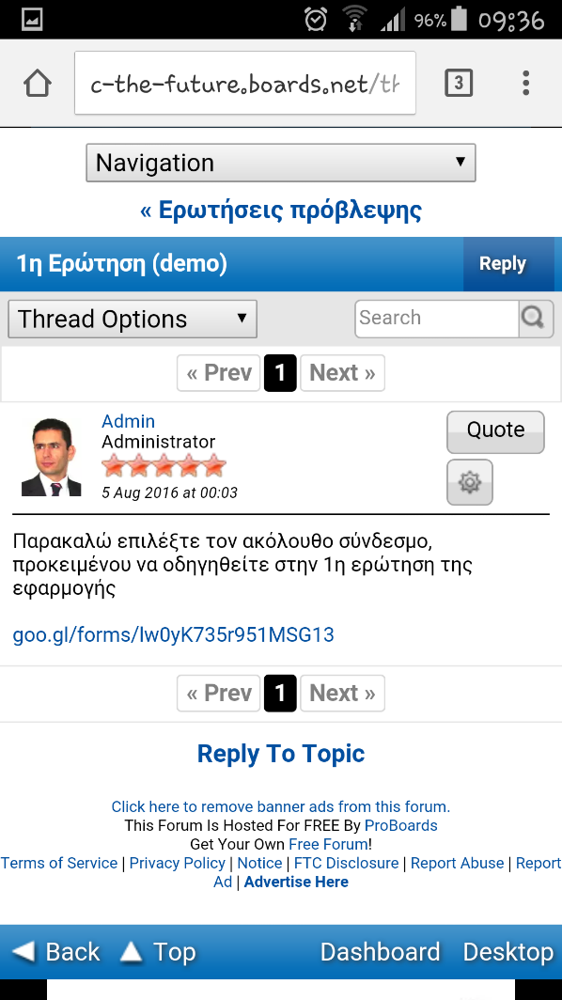 96% 09:36
c-the-future.boards.net/th
3
Navigation
« Ερωτήσεις πρόβλεψης
1η Ερώτηση (demo) Reply
Thread Options Search
« Prev 1 Next »
Admin Quote
Administrator
5 Aug 2016 at 00:03
Παρακαλώ επιλέξτε τον ακόλουθο σύνδεσμο,
προκειμένου να οδηγηθείτε στην 1η ερώτηση της
εφαρμογής
goo.gl/forms/lw0yK735r951MSG13
« Prev 1 Next »
Reply To Topic
Click here to remove banner ads from this forum.
This Forum Is Hosted For FREE By ProBoards
Get Your Own Free Forum!
Terms of Service | Privacy Policy | Notice | FTC Disclosure | Report Abuse | Report
Ad | Advertise Here
Back Top Dashboard Desktop